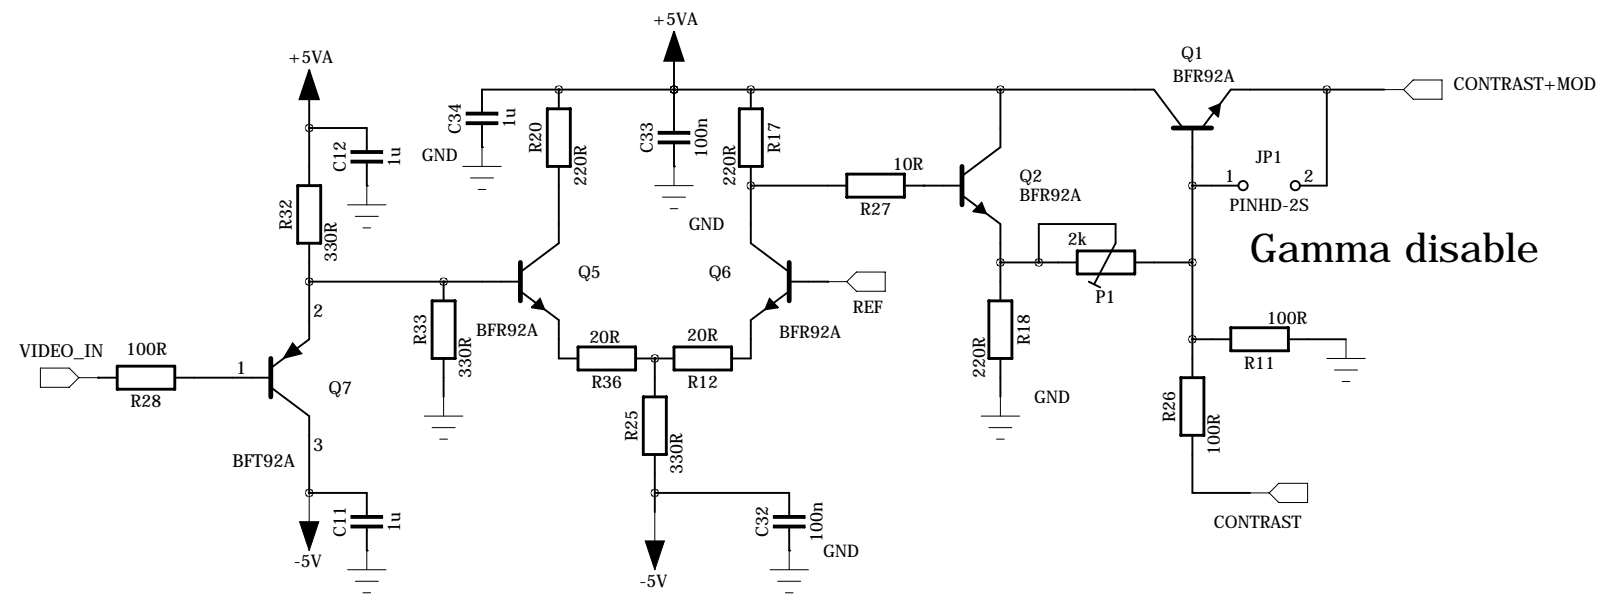 +5VA
+5VA
Q1
BFR92A
CONTRAST+MOD
C34
1u
GND
R20
220R
C33
100n
R17
220R
C12
1u
R32
330R
10R
R27
Q2
BFR92A
JP1
1
2
PINHD-2S
GND
Gamma disable
2k
P1
Q5
BFR92A
Q6
BFR92A
REF
2
R33
330R
R18
220R
GND
100R
R11
VIDEO_IN
100R
R28
1
Q7
3
BFT92A
20R
R36
20R
R12
R25
330R
R26
100R
CONTRAST
C11
1u
-5V
C32
100n
GND
-5V